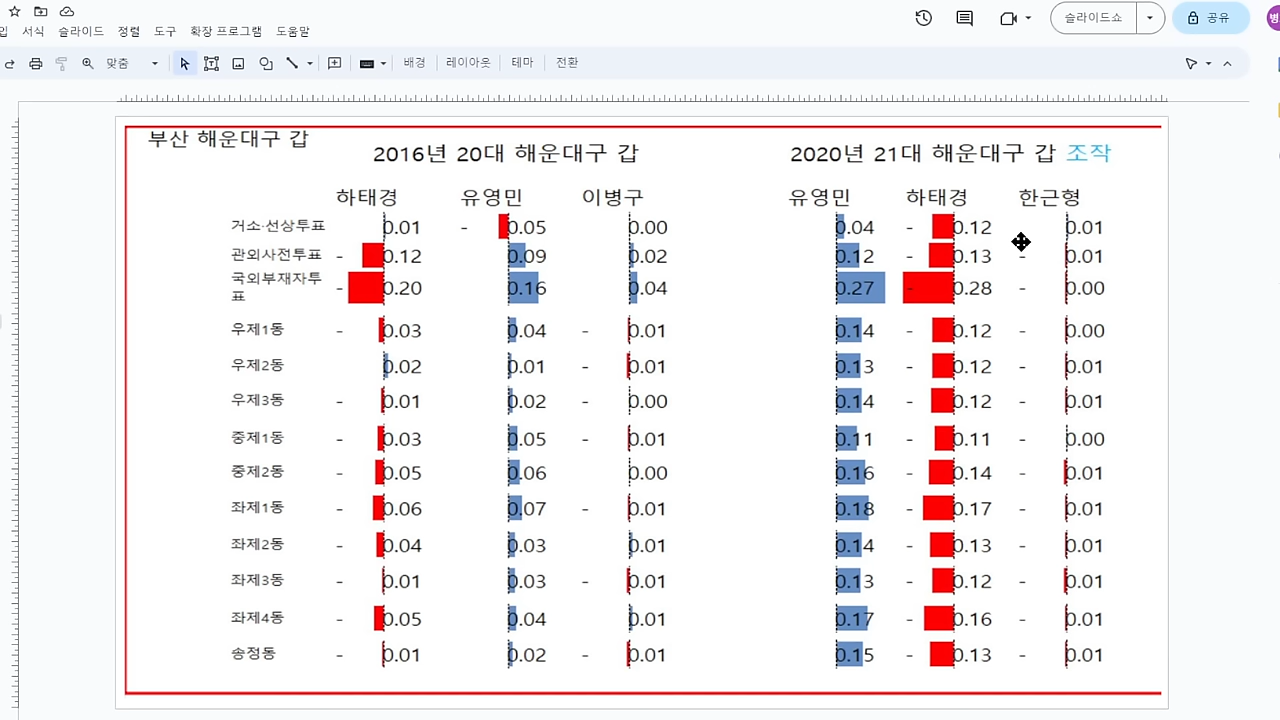 입 서식 슬라이드 정렬 도구 확장 프로그램 도움말
슬라이드쇼
공유
병
맞춤
배경 레이아웃 테마 전환
부산 해운대구 갑
2016년 20대 해운대구 갑 2020년 21대 해운대구 갑 조작
하태경 유영민 이병구 유영민 하태경 한근형
거소·선상투표 0.01 - 0.05 0.00 0.04 - 0.12 0.01
관외사전투표 - 0.12 0.09 0.02 0.12 - 0.13 - 0.01
국외부재자투
표 - 0.20 0.16 0.04 0.27 - 0.28 - 0.00
우제1동 - 0.03 0.04 - 0.01 0.14 - 0.12 - 0.00
우제2동 0.02 0.01 - 0.01 0.13 - 0.12 - 0.01
우제3동 - 0.01 0.02 - 0.00 0.14 - 0.12 - 0.01
중제1동 - 0.03 0.05 - 0.01 0.11 - 0.11 - 0.00
중제2동 - 0.05 0.06 0.00 0.16 - 0.14 - 0.01
좌제1동 - 0.06 0.07 - 0.01 0.18 - 0.17 - 0.01
좌제2동 - 0.04 0.03 0.01 0.14 - 0.13 - 0.01
좌제3동 - 0.01 0.03 - 0.01 0.13 - 0.12 - 0.01
좌제4동 - 0.05 0.04 0.01 0.17 - 0.16 - 0.01
송정동 - 0.01 0.02 - 0.01 0.15 - 0.13 - 0.01